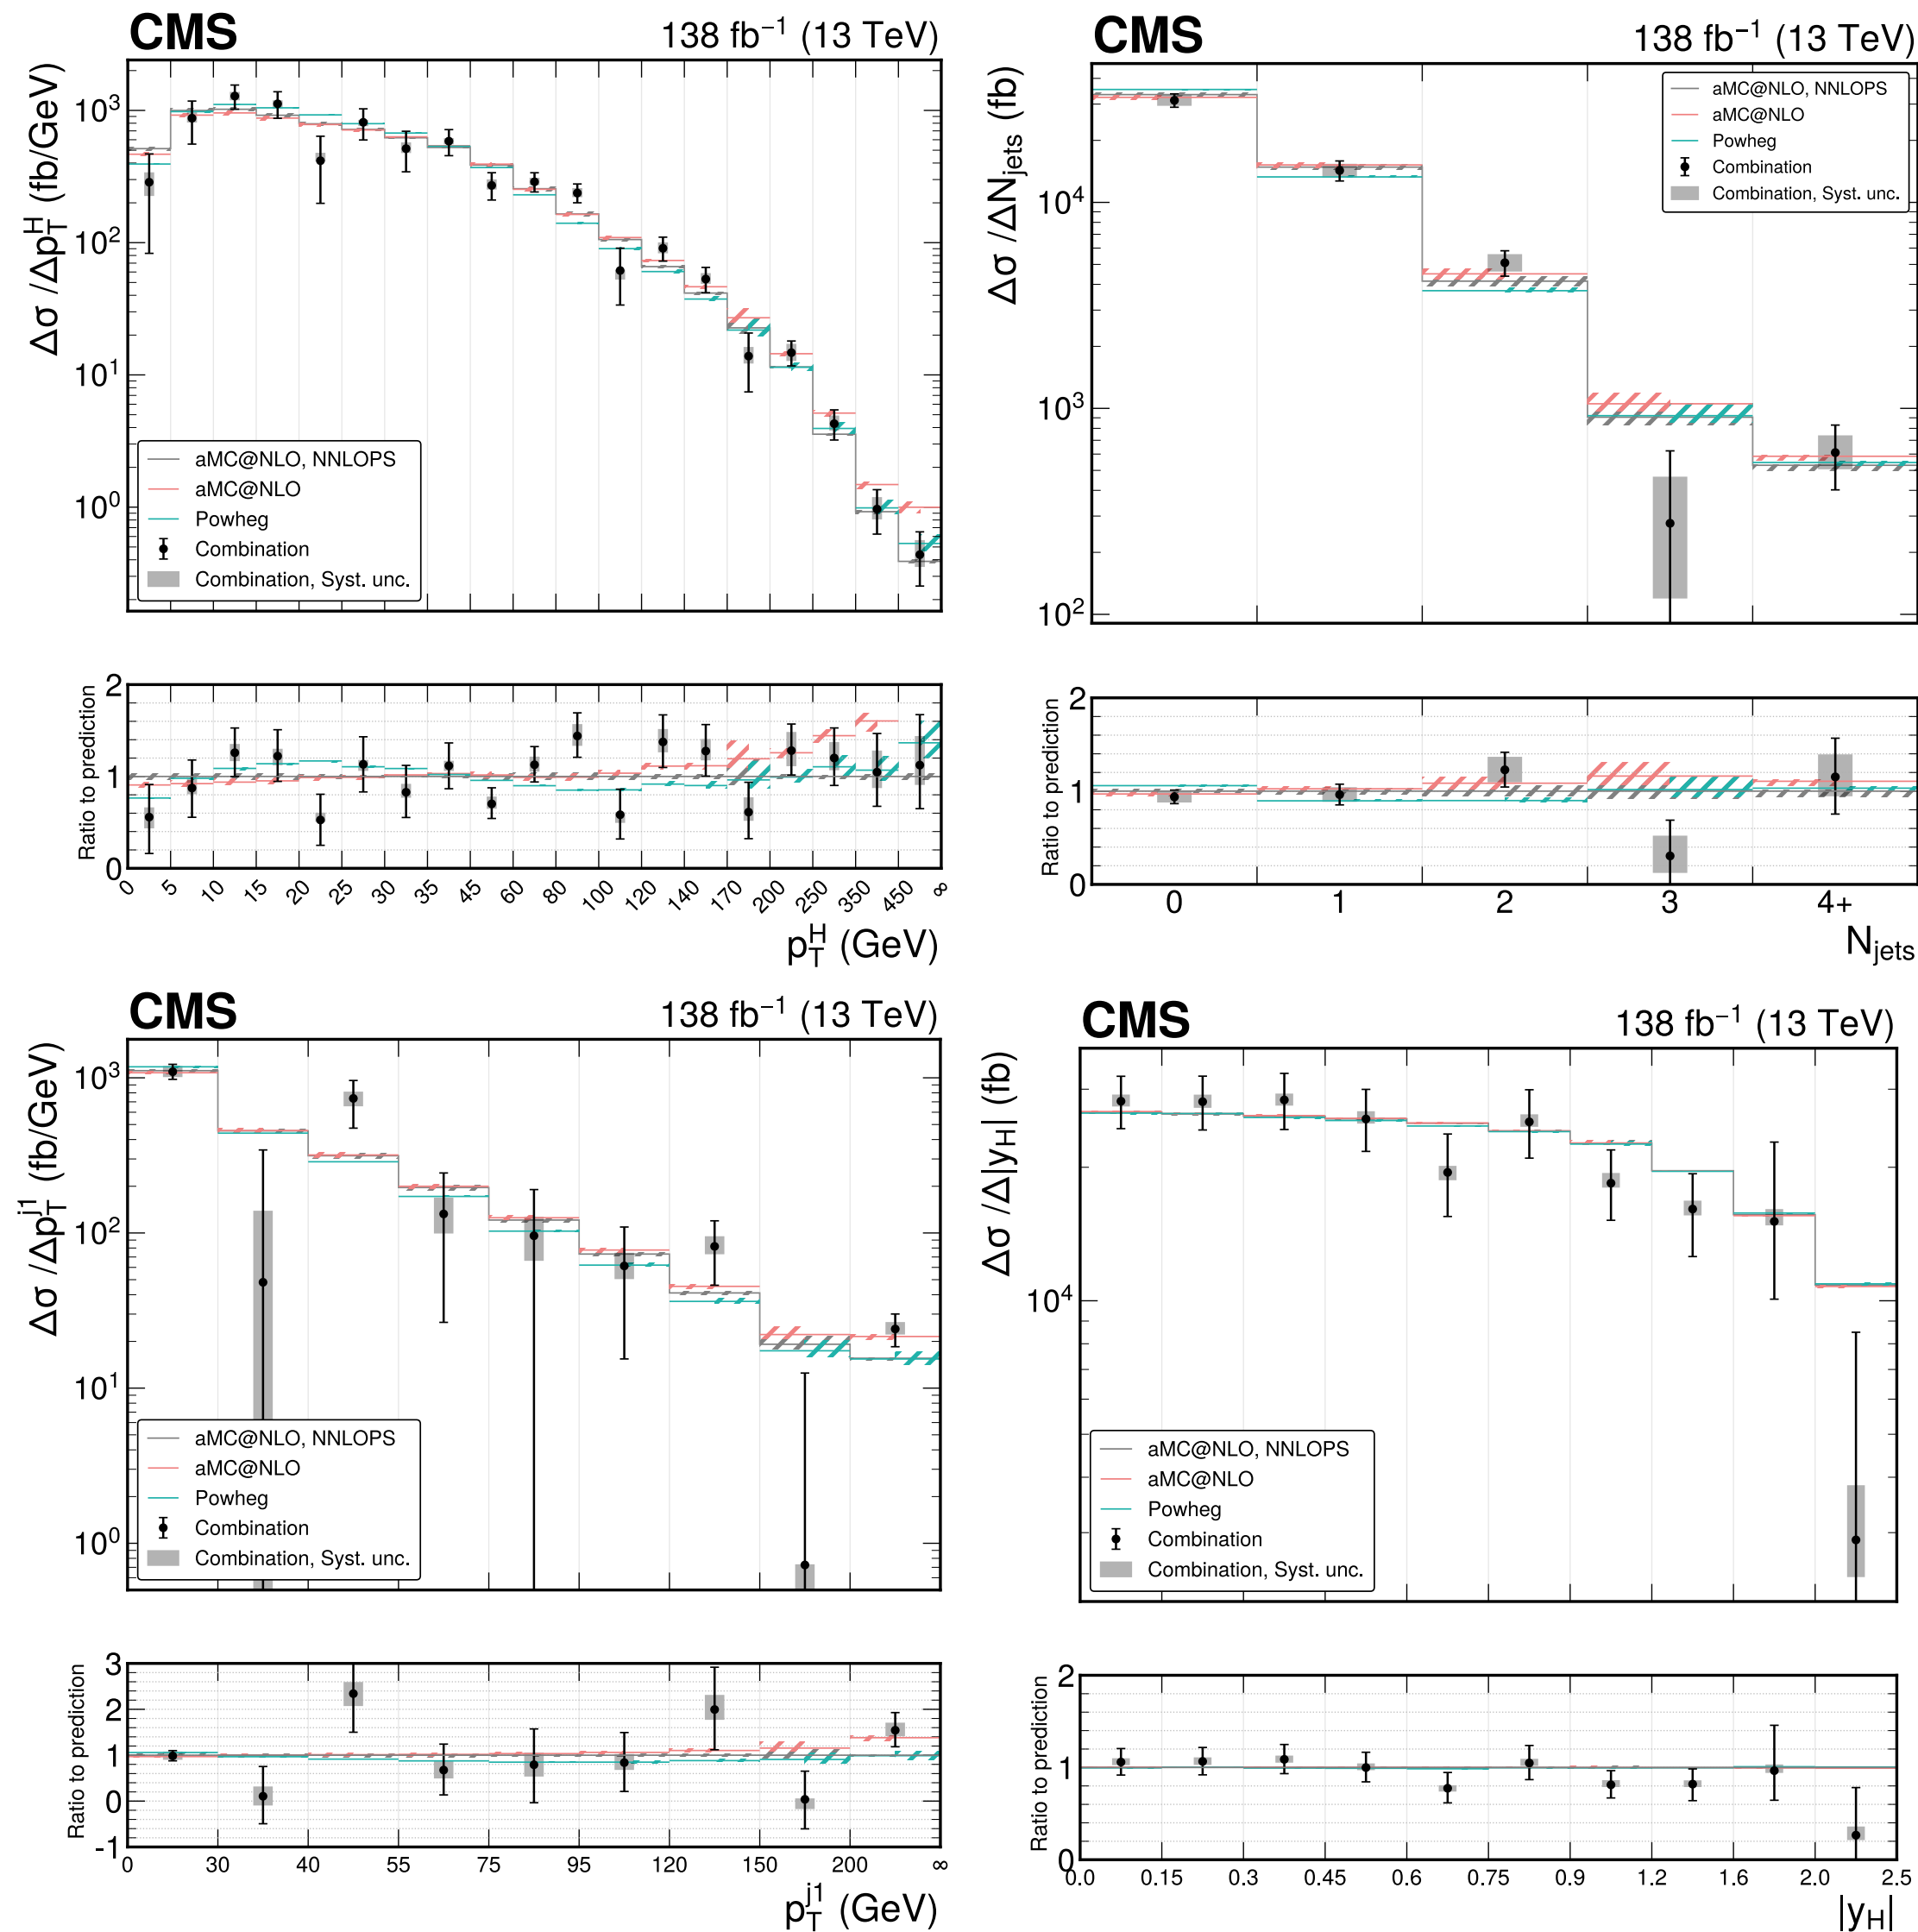 CMS 138 fb⁻¹ (13 TeV)
Δσ /Δp_T^H (fb/GeV)
10³
10²
10¹
10⁰
aMC@NLO, NNLOPS
aMC@NLO
Powheg
Combination
Combination, Syst. unc.
Ratio to prediction
2
1
0
0 5 10 15 20 25 30 35 45 60 80 100 120 140 170 200 250 350 450 ∞
p_T^H (GeV)
CMS 138 fb⁻¹ (13 TeV)
Δσ /ΔN_jets (fb)
10⁴
10³
10²
aMC@NLO, NNLOPS
aMC@NLO
Powheg
Combination
Combination, Syst. unc.
Ratio to prediction
2
1
0
0 1 2 3 4+
N_jets
CMS 138 fb⁻¹ (13 TeV)
Δσ /Δp_T^j1 (fb/GeV)
10³
10²
10¹
10⁰
aMC@NLO, NNLOPS
aMC@NLO
Powheg
Combination
Combination, Syst. unc.
Ratio to prediction
3
2
1
0
-1
0 30 40 55 75 95 120 150 200 ∞
p_T^j1 (GeV)
CMS 138 fb⁻¹ (13 TeV)
Δσ /Δ|y_H| (fb)
10⁴
aMC@NLO, NNLOPS
aMC@NLO
Powheg
Combination
Combination, Syst. unc.
Ratio to prediction
2
1
0
0.0 0.15 0.3 0.45 0.6 0.75 0.9 1.2 1.6 2.0 2.5
|y_H|